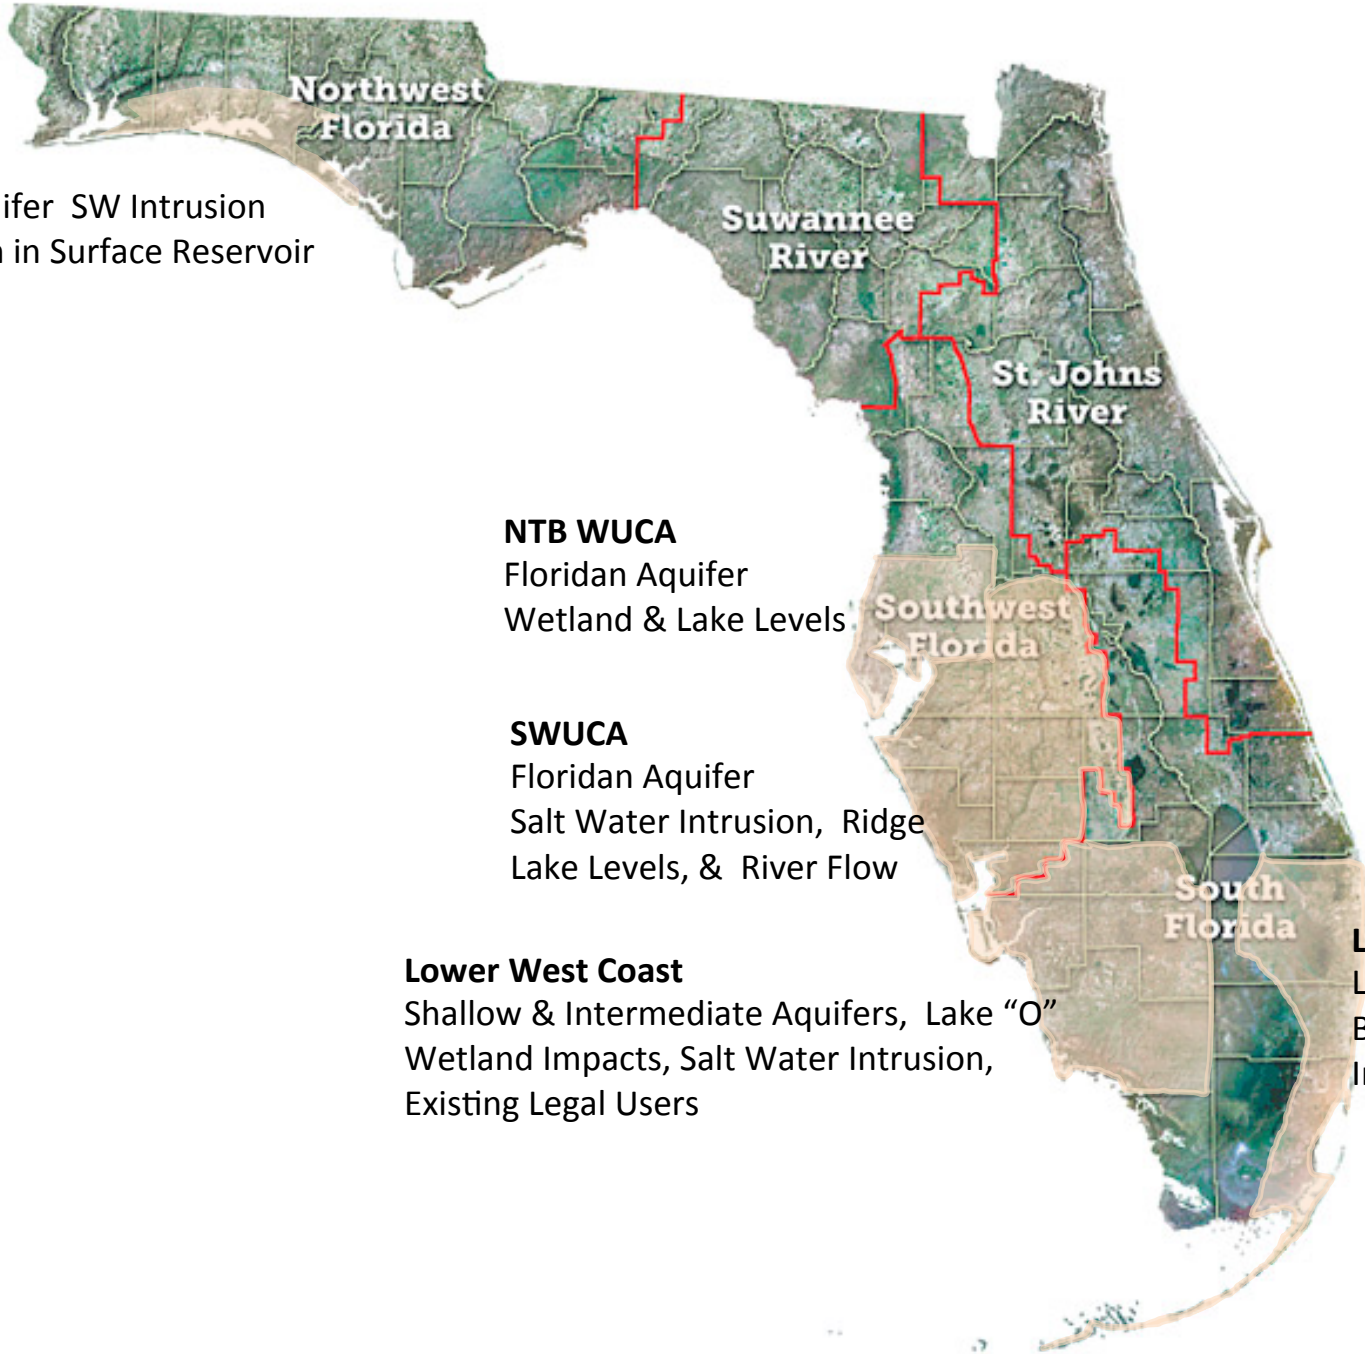 Northwest
Florida
SW Intrusion
in Surface Reservoir
Suwannee
River
St. Johns
River
NTB WUCA
Floridan Aquifer
Wetland & Lake Levels
Southwest
Florida
SWUCA
Floridan Aquifer
Salt Water Intrusion, Ridge
Lake Levels, & River Flow
South
Florida
Lower West Coast
Shallow & Intermediate Aquifers, Lake “O”
Wetland Impacts, Salt Water Intrusion,
Existing Legal Users